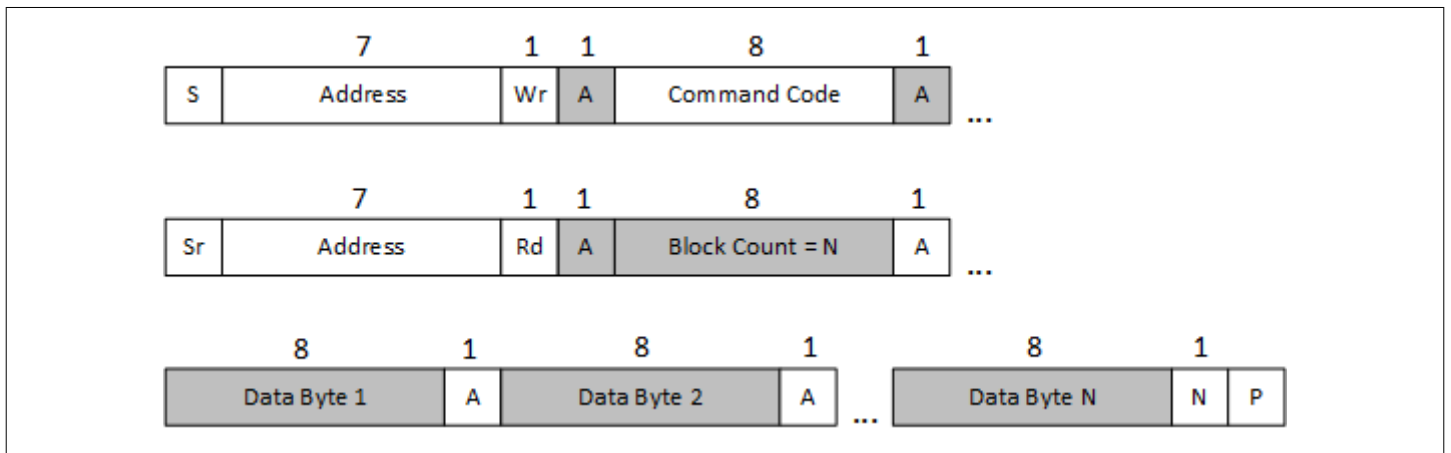 7 1 1 8 1
S Address Wr A Command Code A ...
7 1 1 8 1
Sr Address Rd A Block Count = N A ...
8 1 8 1 8 1
Data Byte 1 A Data Byte 2 A ... Data Byte N N P